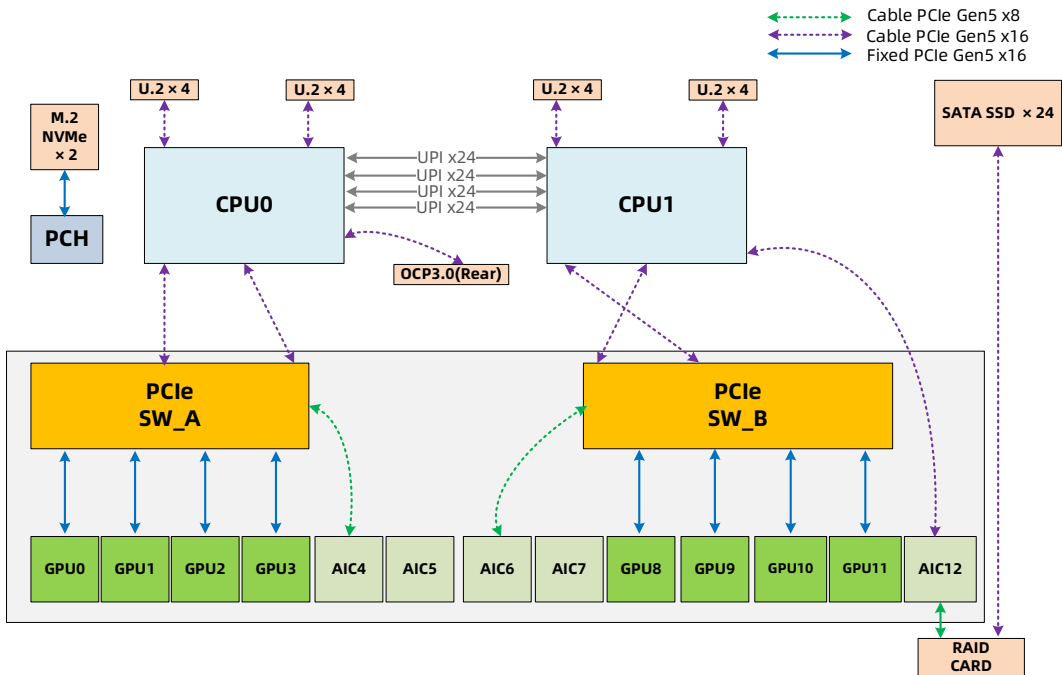 Cable PCIe Gen5 x8
Cable PCIe Gen5 x16
Fixed PCIe Gen5 x16
U.2 × 4
U.2 × 4
U.2 × 4
U.2 × 4
M.2
NVMe
× 2
SATA SSD × 24
CPU0
UPI x24
UPI x24
UPI x24
UPI x24
CPU1
PCH
OCP3.0(Rear)
PCIe
SW_A
PCIe
SW_B
GPU0
GPU1
GPU2
GPU3
AIC4
AIC5
AIC6
AIC7
GPU8
GPU9
GPU10
GPU11
AIC12
RAID
CARD